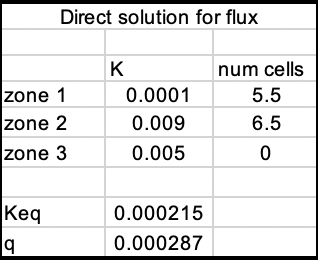 Direct solution for flux
K num cells
zone 1 0.0001 5.5
zone 2 0.009 6.5
zone 3 0.005 0
Keq 0.000215
q 0.000287